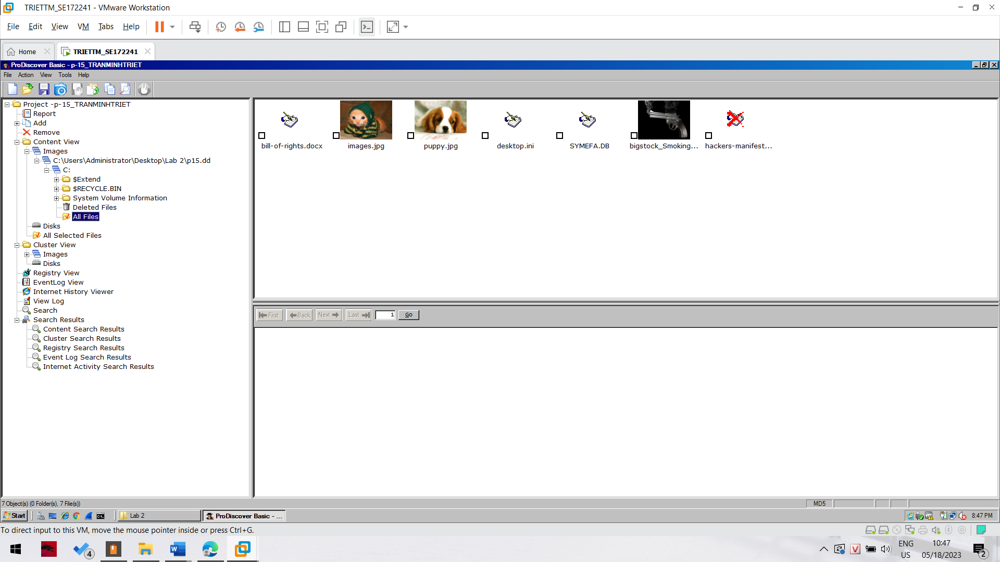 TRIETTM_SE172241 - VMware Workstation
File Edit View VM Tabs Help
Home TRIETTM_SE172241
ProDiscover Basic - p-15_TRANMINHTRIET
File Action View Tools Help
Project -p-15_TRANMINHTRIET
Report
Add
Remove
Content View
Images
C:\Users\Administrator\Desktop\Lab 2\p15.dd
C:
$Extend
$RECYCLE.BIN
System Volume Information
Deleted Files
All Files
Disks
All Selected Files
Cluster View
Images
Disks
Registry View
EventLog View
Internet History Viewer
View Log
Search
Search Results
Content Search Results
Cluster Search Results
Registry Search Results
Event Log Search Results
Internet Activity Search Results
bill-of-rights.docx images.jpg puppy.jpg desktop.ini SYMEFA.DB bigstock_Smoking... hackers-manifest...
First Back Next Last 1 Go
7 Object(s) (0 Folder(s), 7 File(s)) MD5
Start Lab 2 ProDiscover Basic - ... 8:47 PM
To direct input to this VM, move the mouse pointer inside or press Ctrl+G.
4 ENG 10:47
US 05/18/2023 2